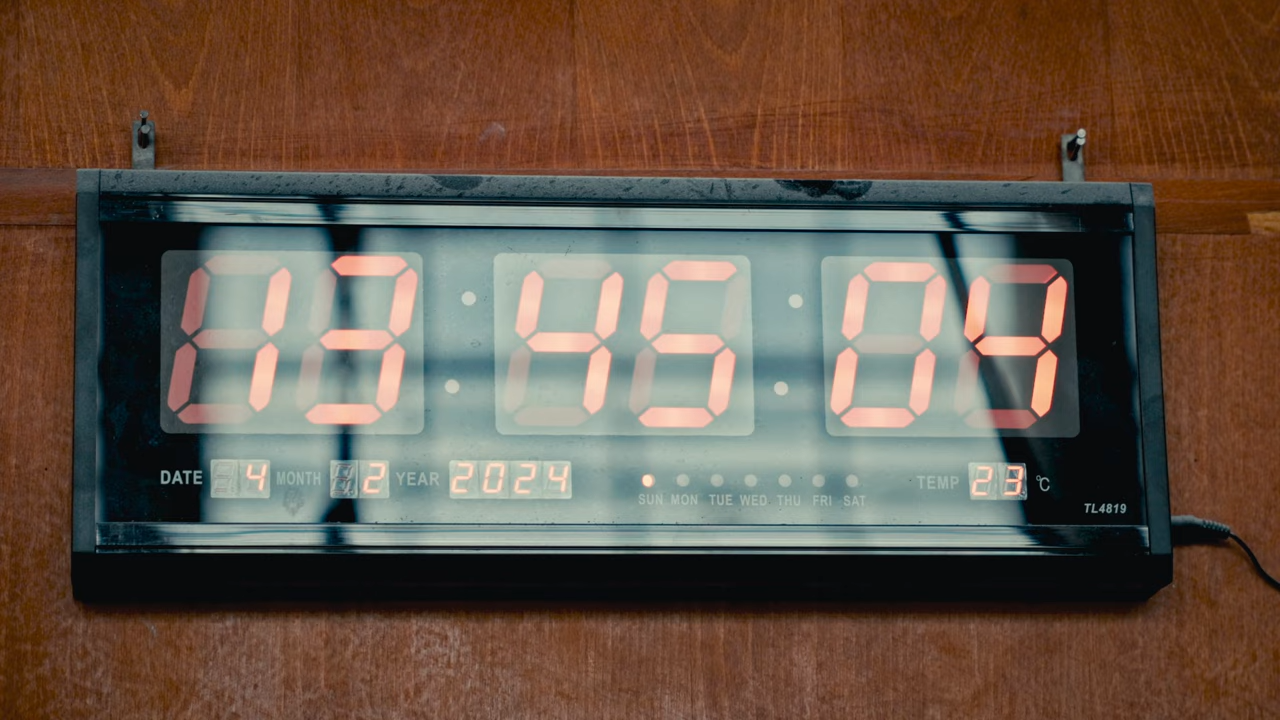 13:45:04
DATE 4 MONTH 2 YEAR 2024 SUN MON TUE WED THU FRI SAT TEMP 23 °C
TL4819